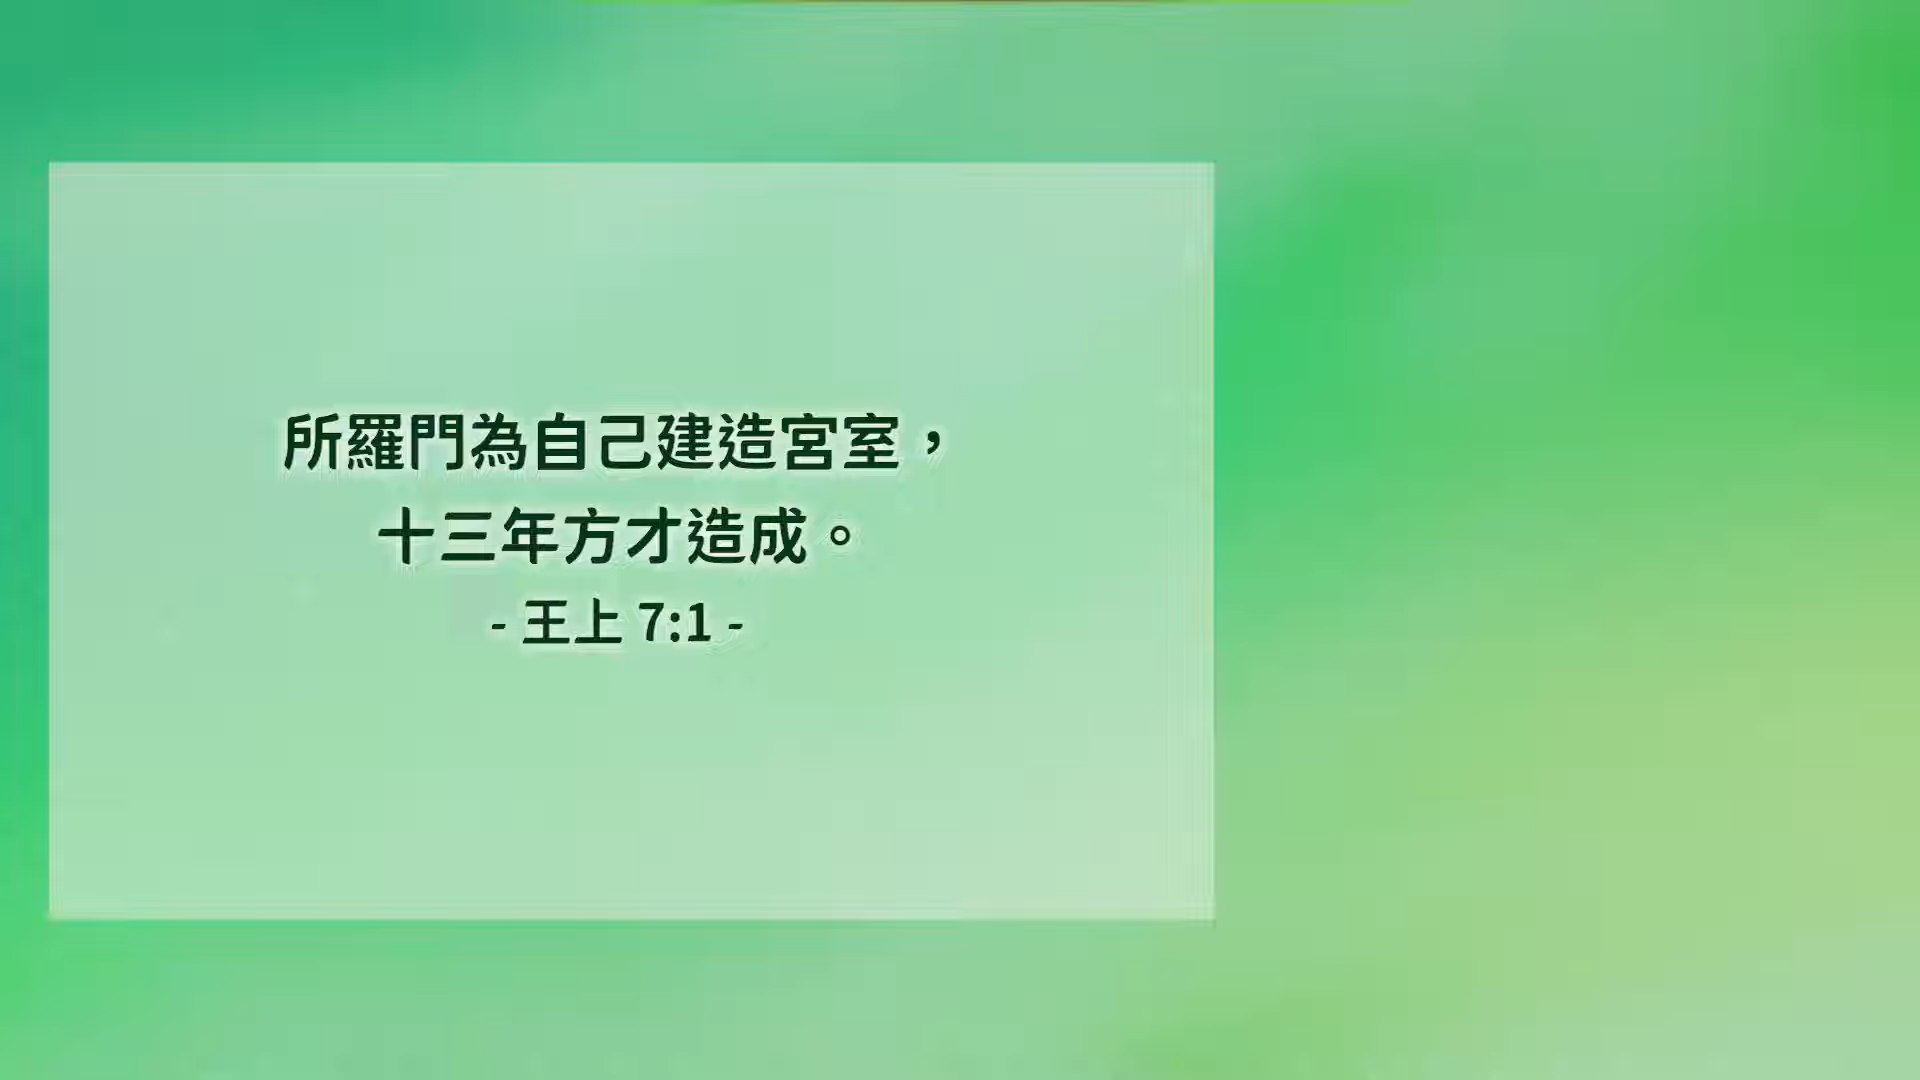 所羅門為自己建造宮室，
十三年方才造成。
- 王上 7:1 -